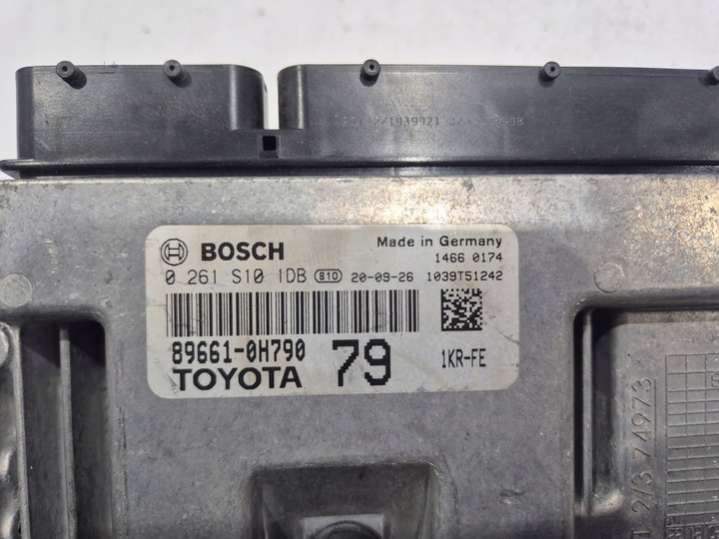 BOSCH
Made in Germany
1466 0174
0 261 S10 1DB S10 20-09-26 1039T51242
89661-0H790 79 1KR-FE
TOYOTA